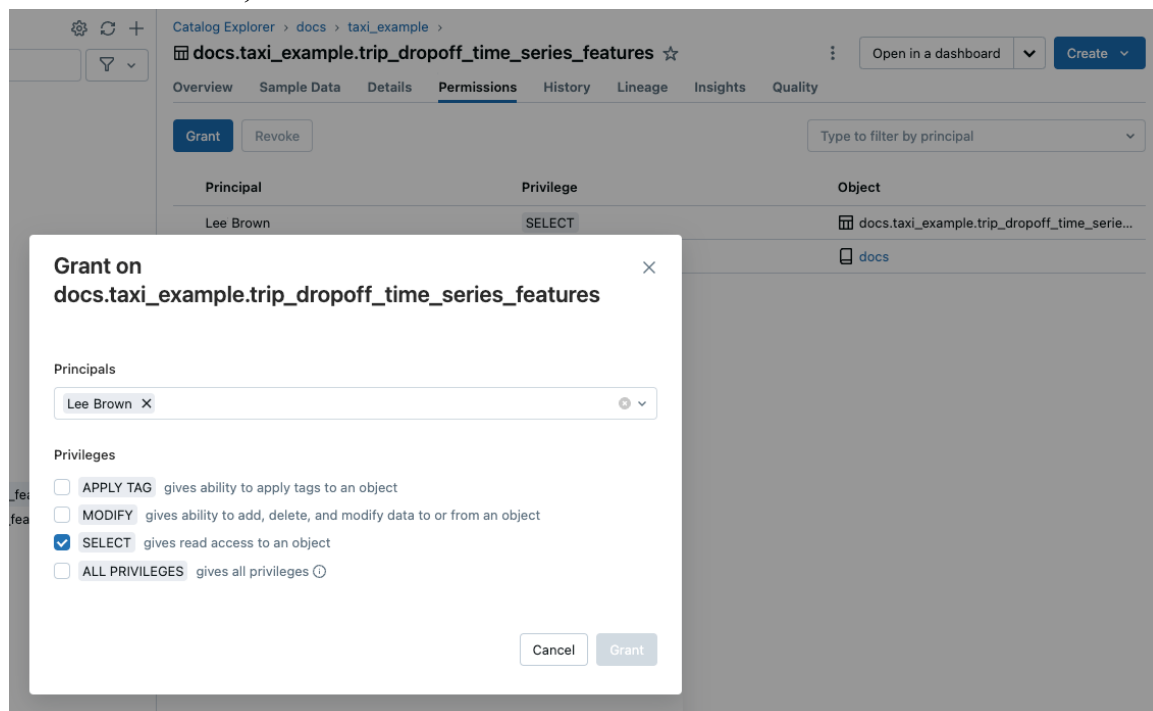 Catalog Explorer › docs › taxi_example ›
docs.taxi_example.trip_dropoff_time_series_features
Open in a dashboard
Create
Overview Sample Data Details Permissions History Lineage Insights Quality
Grant Revoke
Type to filter by principal
Principal Privilege Object
Lee Brown SELECT docs.taxi_example.trip_dropoff_time_serie...
docs
Grant on
docs.taxi_example.trip_dropoff_time_series_features
Principals
Lee Brown
Privileges
APPLY TAG gives ability to apply tags to an object
_fea
MODIFY gives ability to add, delete, and modify data to or from an object
fea
SELECT gives read access to an object
ALL PRIVILEGES gives all privileges
Cancel Grant